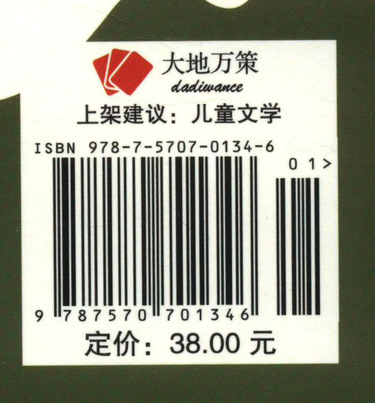 大地万策
dadiwance
上架建议：儿童文学
ISBN 978-7-5707-0134-6
01>
9 787570 701346
定价：38.00 元